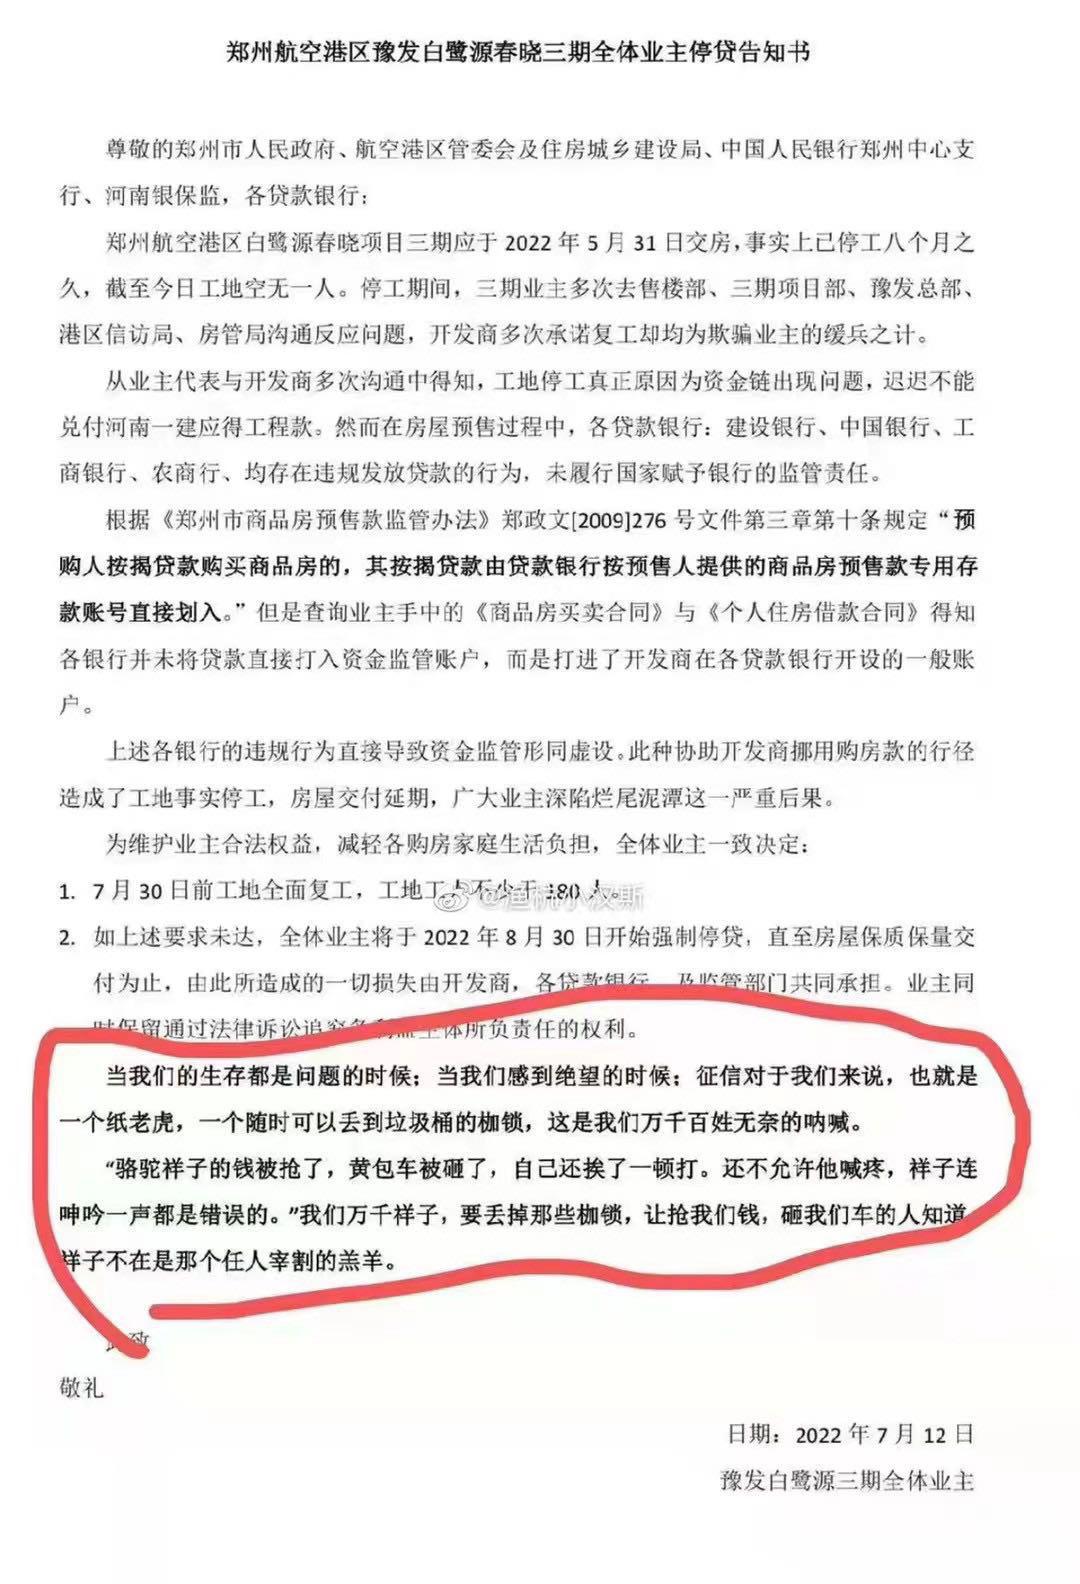 郑州航空港区豫发白鹭源春晓三期全体业主停贷告知书
尊敬的郑州市人民政府、航空港区管委会及住房城乡建设局、中国人民银行郑州中心支
行、河南银保监，各贷款银行：
郑州航空港区白鹭源春晓项目三期应于 2022 年 5 月 31 日交房，事实上已停工八个月之
久，截至今日工地空无一人。停工期间，三期业主多次去售楼部、三期项目部、豫发总部、
港区信访局、房管局沟通反应问题，开发商多次承诺复工却均为欺骗业主的缓兵之计。
从业主代表与开发商多次沟通中得知，工地停工真正原因为资金链出现问题，迟迟不能
兑付河南一建应得工程款。然而在房屋预售过程中，各贷款银行：建设银行、中国银行、工
商银行、农商行、均存在违规发放贷款的行为，未履行国家赋予银行的监管责任。
根据《郑州市商品房预售款监管办法》郑政文[2009]276 号文件第三章第十条规定“预
购人按揭贷款购买商品房的，其按揭贷款由贷款银行按预售人提供的商品房预售款专用存
款账号直接划入。”但是查询业主手中的《商品房买卖合同》与《个人住房借款合同》得知
各银行并未将贷款直接打入资金监管账户，而是打进了开发商在各贷款银行开设的一般账
户。
上述各银行的违规行为直接导致资金监管形同虚设。此种协助开发商挪用购房款的行径
造成了工地事实停工，房屋交付延期，广大业主深陷烂尾泥潭这一严重后果。
为维护业主合法权益，减轻各购房家庭生活负担，全体业主一致决定：
1. 7 月 30 日前工地全面复工，工地工人不少于 180 人。
@渔杭小汉斯
2. 如上述要求未达，全体业主将于 2022 年 8 月 30 日开始强制停贷，直至房屋保质保量交
付为止，由此所造成的一切损失由开发商，各贷款银行，及监管部门共同承担。业主同
时保留通过法律诉讼追究主体所负责任的权利。
当我们的生存都是问题的时候；当我们感到绝望的时候；征信对于我们来说，也就是
一个纸老虎，一个随时可以丢到垃圾桶的枷锁，这是我们万千百姓无奈的呐喊。
“骆驼祥子的钱被抢了，黄包车被砸了，自己还挨了一顿打。还不允许他喊疼，祥子连
呻吟一声都是错误的。”我们万千祥子，要丢掉那些枷锁，让抢我们钱，砸我们车的人知道，
祥子不在是那个任人宰割的羔羊。
此致
敬礼
日期：2022 年 7 月 12 日
豫发白鹭源三期全体业主